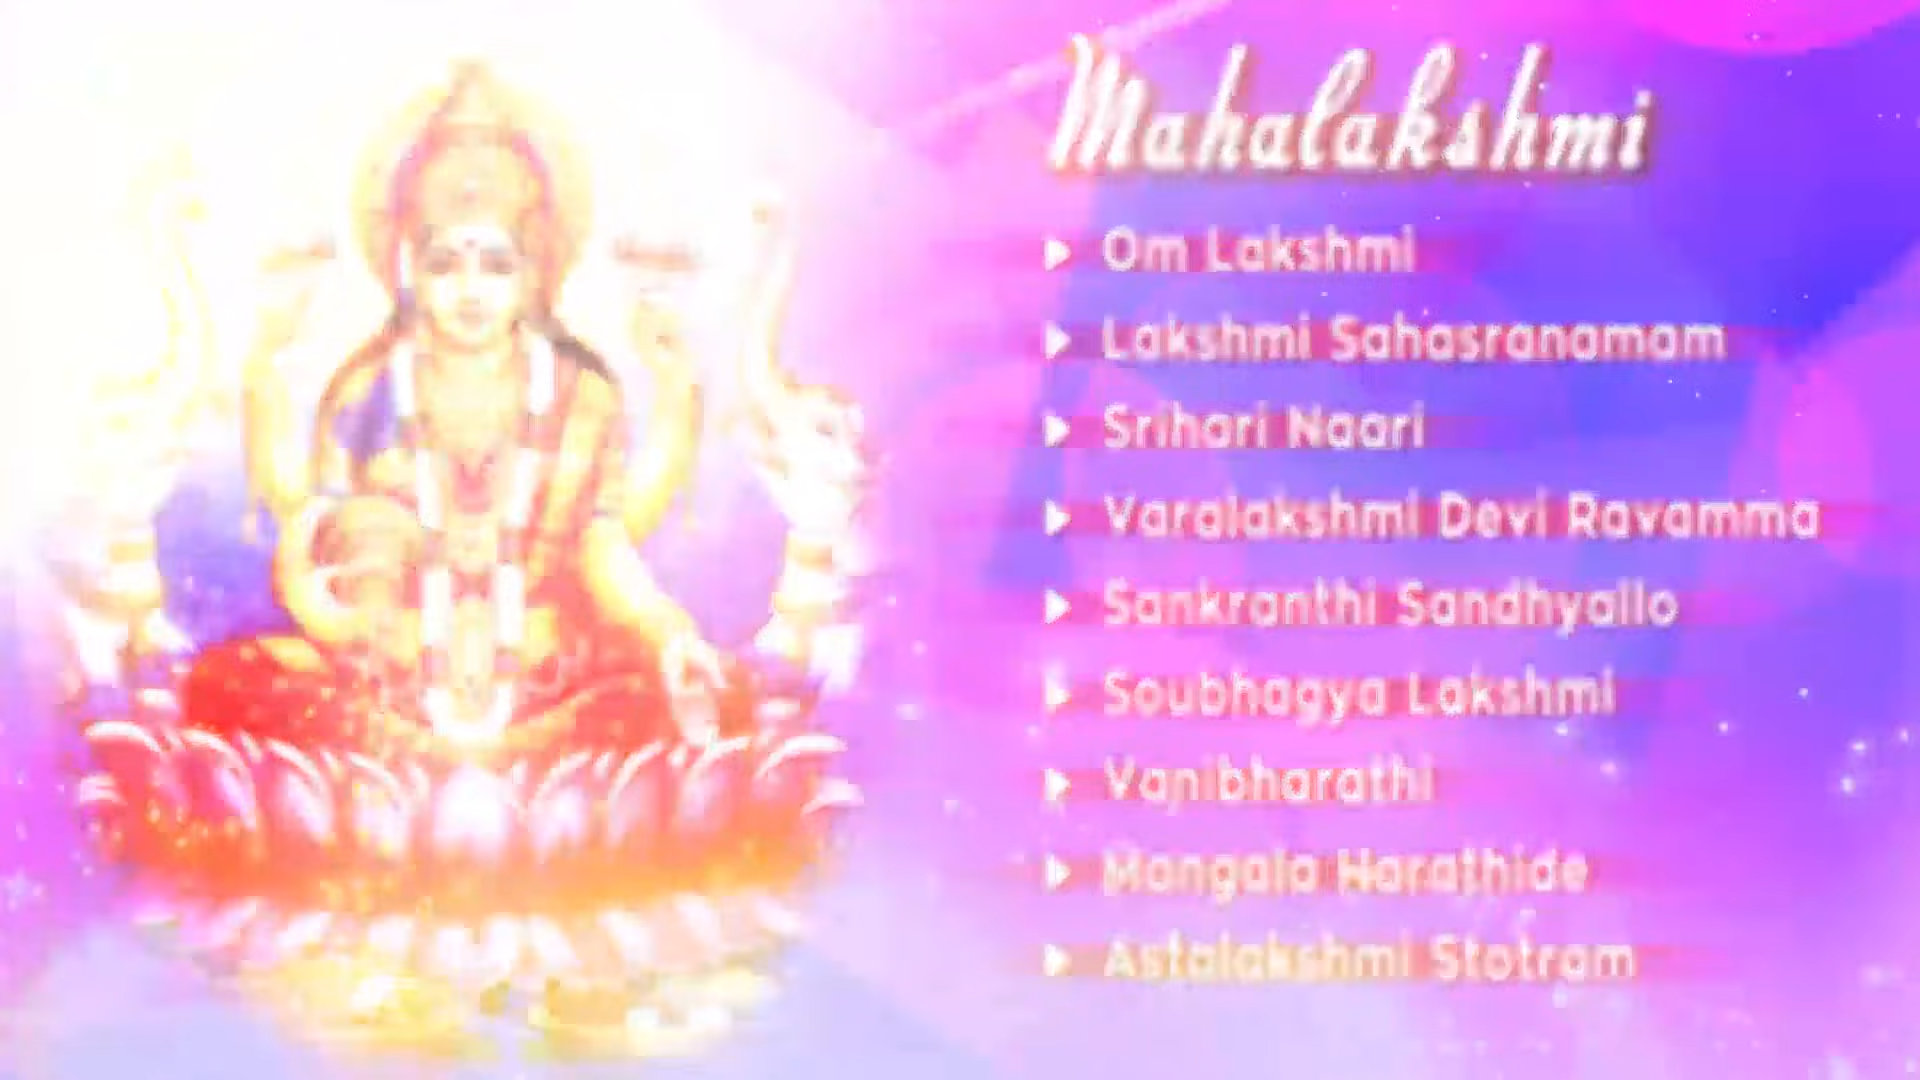 Mahalakshmi
Om Lakshmi
Lakshmi Sahasranamam
Srihari Naari
Varalakshmi Devi Ravamma
Sankranthi Sandhyallo
Soubhagya Lakshmi
Vanibharathi
Mangala Harathide
Astalakshmi Stotram